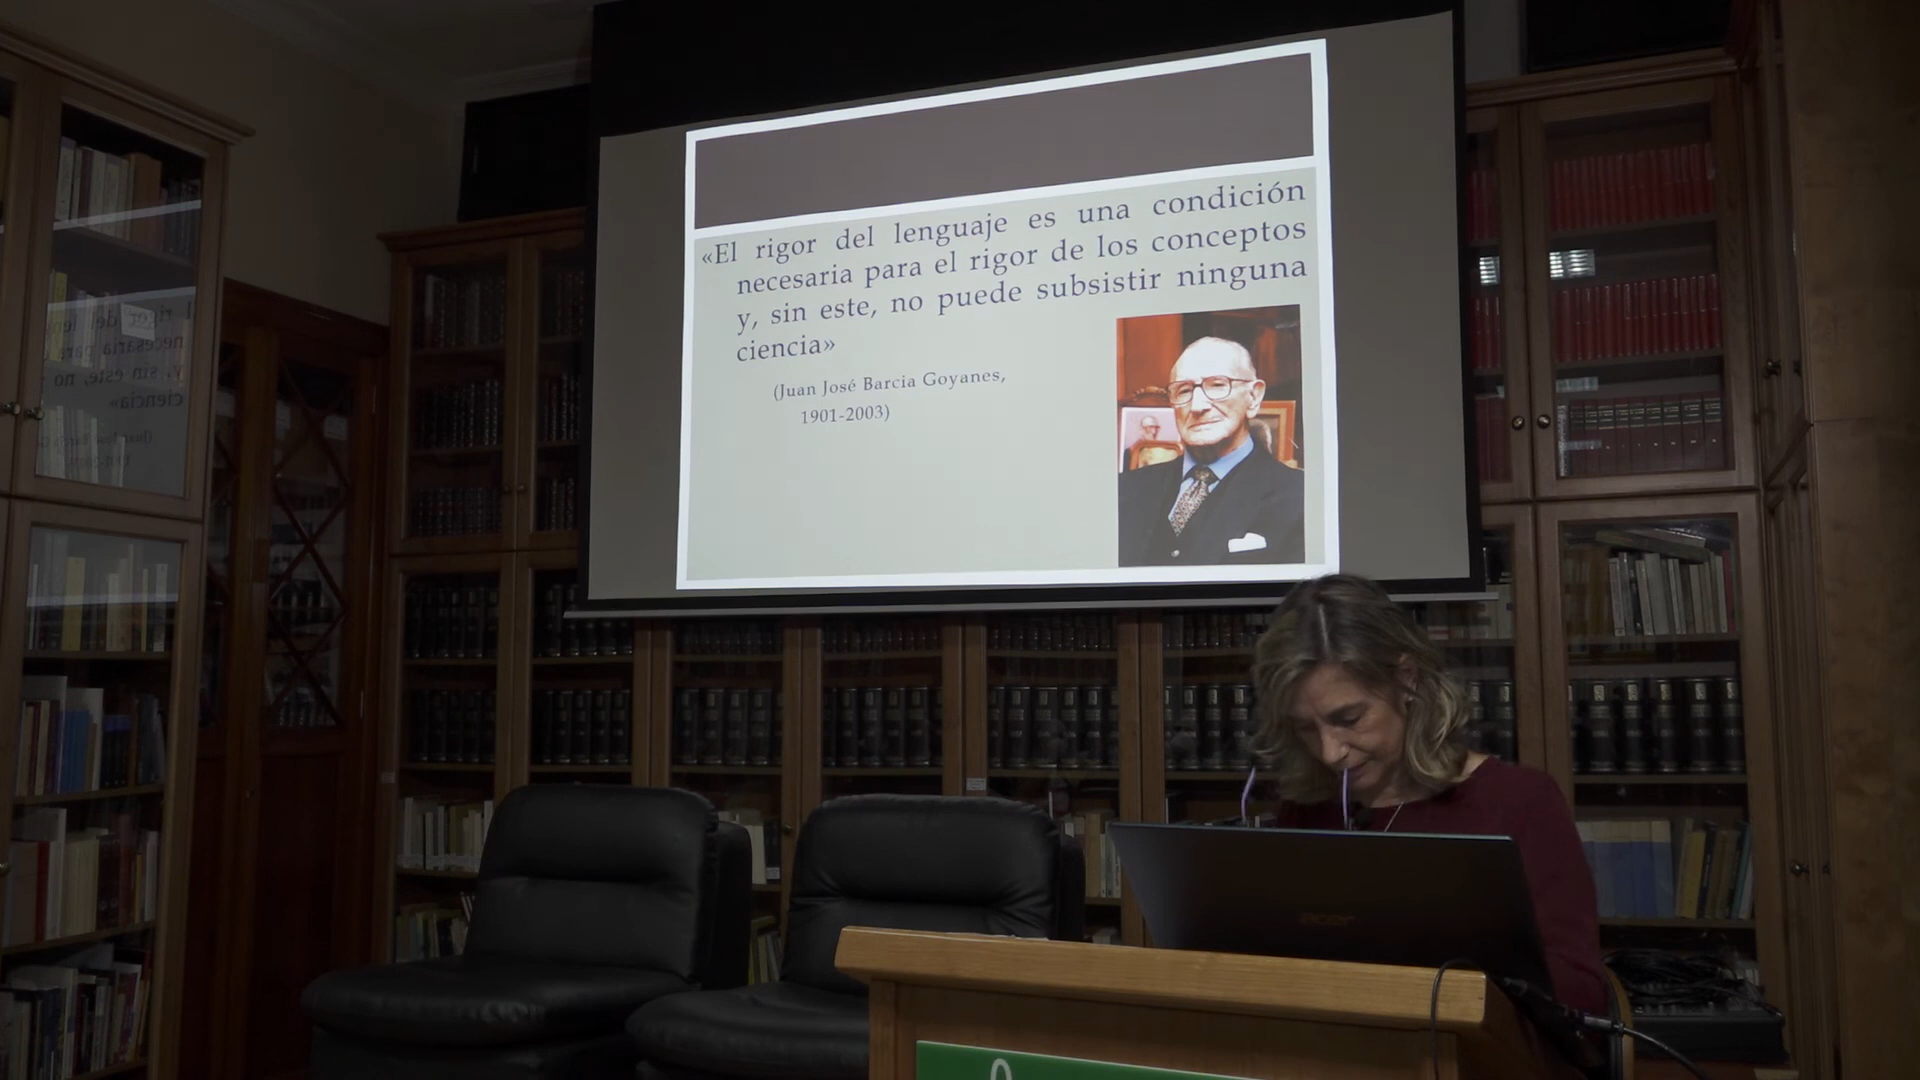 «El rigor del lenguaje es una condición
necesaria para el rigor de los conceptos
y, sin este, no puede subsistir ninguna
ciencia»
(Juan José Barcia Goyanes,
1901-2003)
acer